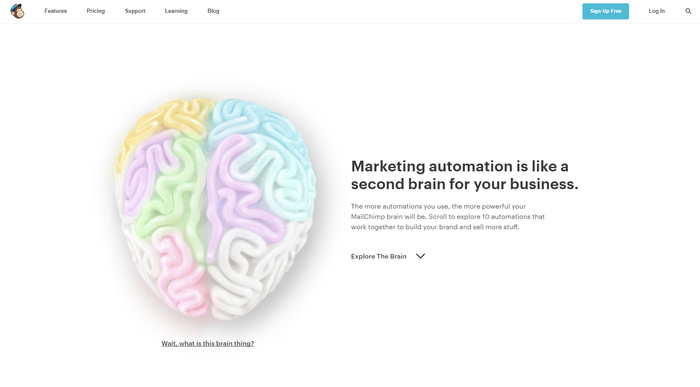 Features
Pricing
Support
Learning
Blog
Sign Up Free
Log In
Marketing automation is like a
second brain for your business.
The more automations you use, the more powerful your
MailChimp brain will be. Scroll to explore 10 automations that
work together to build your brand and sell more stuff.
Explore The Brain
Wait, what is this brain thing?